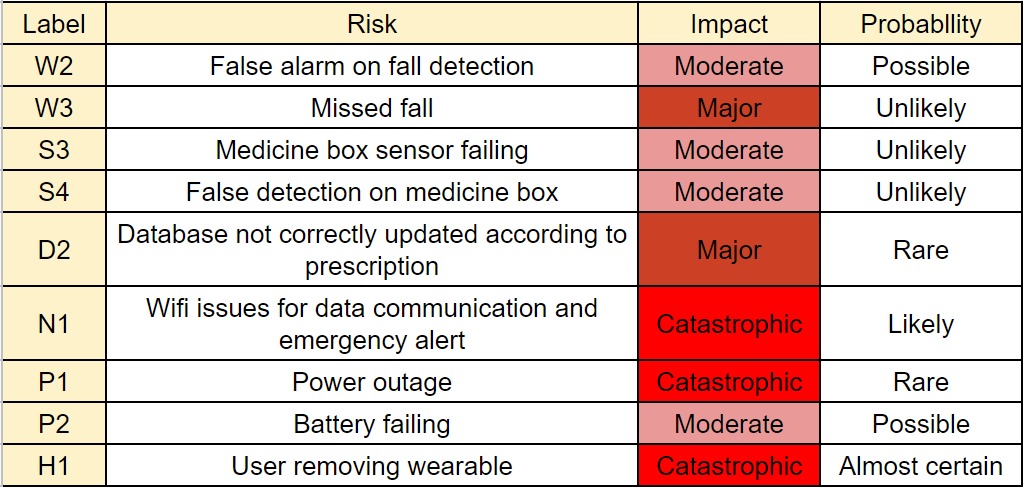 Label Risk Impact Probabllity
W2 False alarm on fall detection Moderate Possible
W3 Missed fall Major Unlikely
S3 Medicine box sensor failing Moderate Unlikely
S4 False detection on medicine box Moderate Unlikely
D2 Database not correctly updated according to
prescription Major Rare
N1 Wifi issues for data communication and
emergency alert Catastrophic Likely
P1 Power outage Catastrophic Rare
P2 Battery failing Moderate Possible
H1 User removing wearable Catastrophic Almost certain